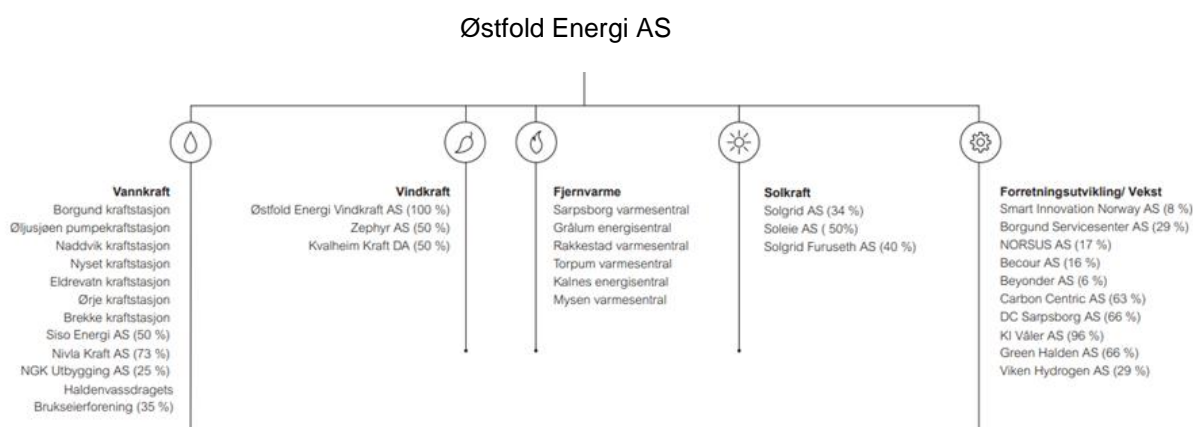 Østfold Energi AS
Vannkraft
Borgund kraftstasjon
Øljusjøen pumpekraftstasjon
Naddvik kraftstasjon
Nyset kraftstasjon
Eldrevatn kraftstasjon
Ørje kraftstasjon
Brekke kraftstasjon
Siso Energi AS (50 %)
Nivla Kraft AS (73 %)
NGK Utbygging AS (25 %)
Haldenvassdragets
Brukseierforening (35 %)
Vindkraft
Østfold Energi Vindkraft AS (100 %)
Zephyr AS (50 %)
Kvalheim Kraft DA (50 %)
Fjernvarme
Sarpsborg varmesentral
Grålum energisentral
Rakkestad varmesentral
Torpum varmesentral
Kalnes energisentral
Mysen varmesentral
Solkraft
Solgrid AS (34 %)
Soleie AS ( 50%)
Solgrid Furuseth AS (40 %)
Forretningsutvikling/ Vekst
Smart Innovation Norway AS (8 %)
Borgund Servicesenter AS (29 %)
NORSUS AS (17 %)
Becour AS (16 %)
Beyonder AS (6 %)
Carbon Centric AS (63 %)
DC Sarpsborg AS (66 %)
KI Våler AS (96 %)
Green Halden AS (66 %)
Viken Hydrogen AS (29 %)